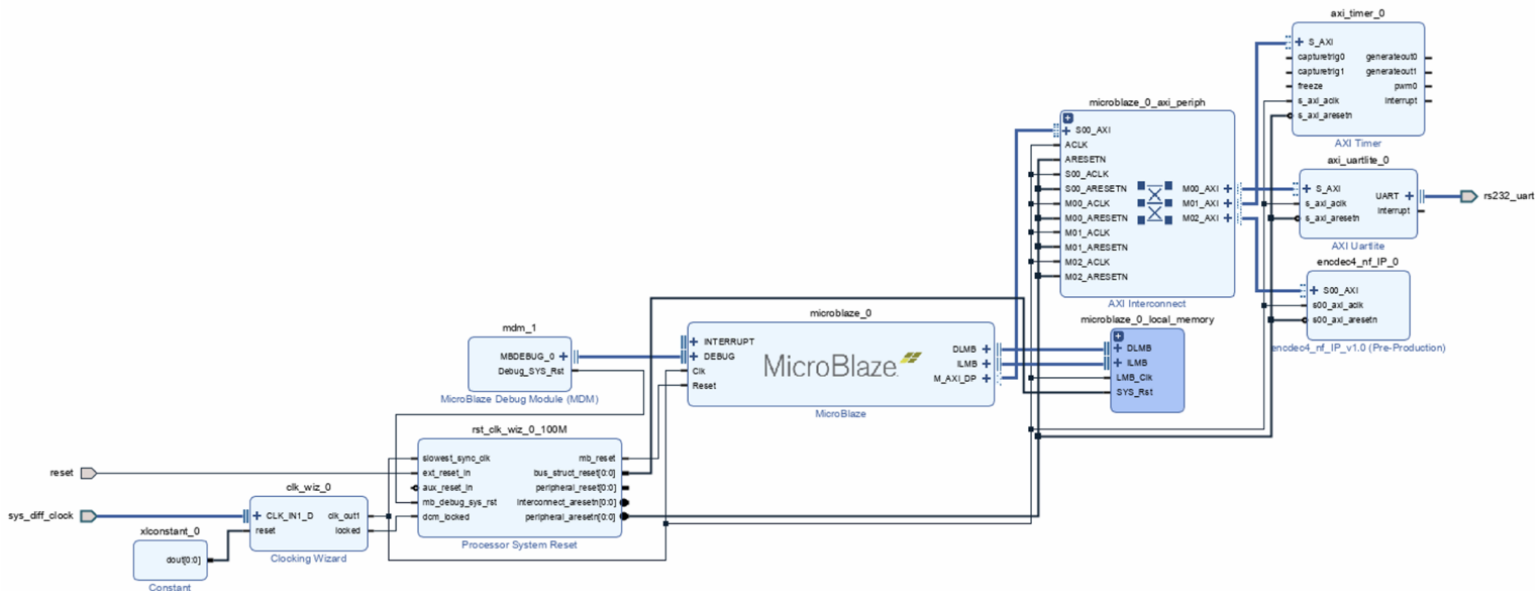 axi_timer_0
S_AXI
capturetrig0 generateout0
capturetrig1 generateout1
freeze pwm0
s_axi_aclk interrupt
s_axi_aresetn
AXI Timer
microblaze_0_axi_periph
S00_AXI
ACLK
ARESETN
S00_ACLK
S00_ARESETN M00_AXI
M00_ACLK M01_AXI
M00_ARESETN M02_AXI
M01_ACLK
M01_ARESETN
M02_ACLK
M02_ARESETN
AXI Interconnect
axi_uartlite_0
S_AXI
s_axi_aclk UART
s_axi_aresetn interrupt
AXI Uartlite
rs232_uart
encdec4_nf_IP_0
S00_AXI
s00_axi_aclk
s00_axi_aresetn
encdec4_nf_IP_v1.0 (Pre-Production)
microblaze_0_local_memory
DLMB
ILMB
LMB_Clk
SYS_Rst
microblaze_0
INTERRUPT
DEBUG
Clk
Reset
MicroBlaze
DLMB
ILMB
M_AXI_DP
MicroBlaze
mdm_1
MBDEBUG_0
Debug_SYS_Rst
MicroBlaze Debug Module (MDM)
rst_clk_wiz_0_100M
slowest_sync_clk mb_reset
ext_reset_in bus_struct_reset[0:0]
aux_reset_in peripheral_reset[0:0]
mb_debug_sys_rst interconnect_aresetn[0:0]
dcm_locked peripheral_aresetn[0:0]
Processor System Reset
reset
sys_diff_clock
clk_wiz_0
CLK_IN1_D clk_out1
reset locked
Clocking Wizard
xlconstant_0
dout[0:0]
Constant